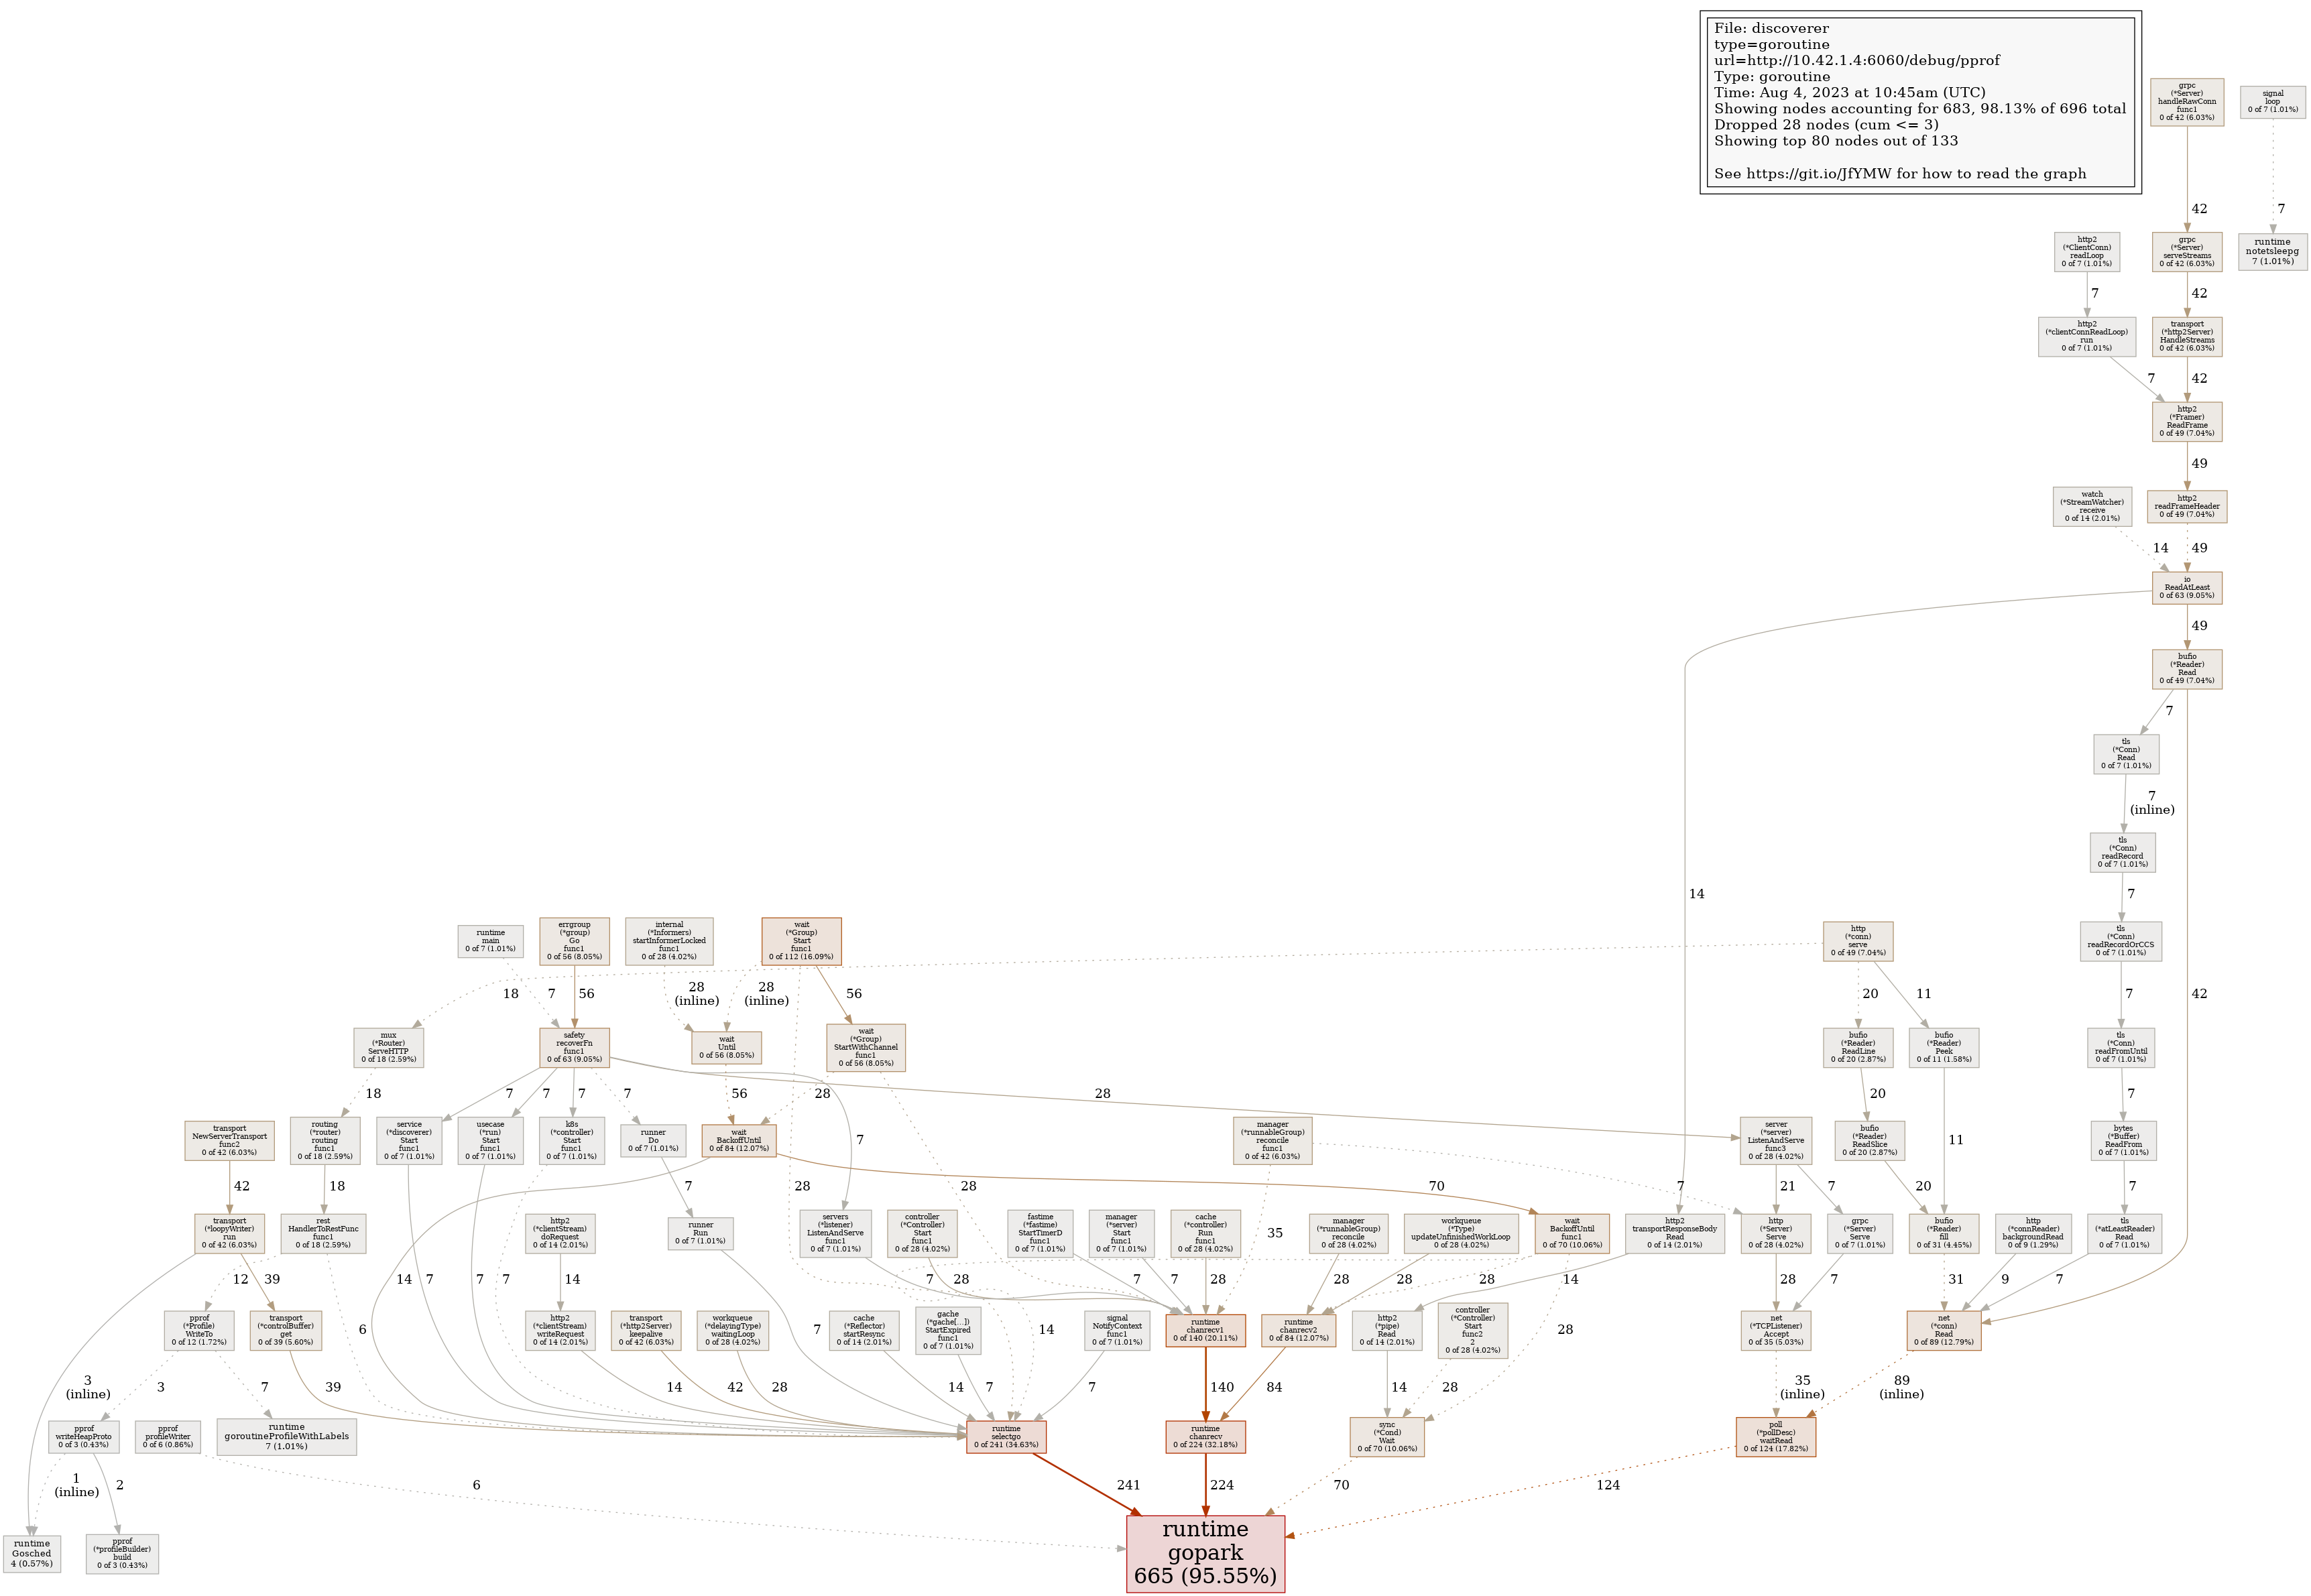 File: discoverer
type=goroutine
url=http://10.42.1.4:6060/debug/pprof
Type: goroutine
Time: Aug 4, 2023 at 10:45am (UTC)
Showing nodes accounting for 683, 98.13% of 696 total
Dropped 28 nodes (cum <= 3)
Showing top 80 nodes out of 133
See https://git.io/JfYMW for how to read the graph
grpc
(*Server)
handleRawConn
func1
0 of 42 (6.03%)
signal
loop
0 of 7 (1.01%)
42
7
http2
(*ClientConn)
readLoop
0 of 7 (1.01%)
grpc
(*Server)
serveStreams
0 of 42 (6.03%)
runtime
notetsleepg
7 (1.01%)
7
42
http2
(*clientConnReadLoop)
run
0 of 7 (1.01%)
transport
(*http2Server)
HandleStreams
0 of 42 (6.03%)
7
42
http2
(*Framer)
ReadFrame
0 of 49 (7.04%)
49
watch
(*StreamWatcher)
receive
0 of 14 (2.01%)
http2
readFrameHeader
0 of 49 (7.04%)
14
49
io
ReadAtLeast
0 of 63 (9.05%)
49
bufio
(*Reader)
Read
0 of 49 (7.04%)
7
tls
(*Conn)
Read
0 of 7 (1.01%)
7
(inline)
tls
(*Conn)
readRecord
0 of 7 (1.01%)
14
7
runtime
main
0 of 7 (1.01%)
errgroup
(*group)
Go
func1
0 of 56 (8.05%)
internal
(*Informers)
startInformerLocked
func1
0 of 28 (4.02%)
wait
(*Group)
Start
func1
0 of 112 (16.09%)
http
(*conn)
serve
0 of 49 (7.04%)
tls
(*Conn)
readRecordOrCCS
0 of 7 (1.01%)
18
7
56
28
(inline)
28
(inline)
56
20
11
7
42
mux
(*Router)
ServeHTTP
0 of 18 (2.59%)
safety
recoverFn
func1
0 of 63 (9.05%)
wait
Until
0 of 56 (8.05%)
wait
(*Group)
StartWithChannel
func1
0 of 56 (8.05%)
bufio
(*Reader)
ReadLine
0 of 20 (2.87%)
bufio
(*Reader)
Peek
0 of 11 (1.58%)
tls
(*Conn)
readFromUntil
0 of 7 (1.01%)
18
7
7
7
7
56
28
28
20
7
transport
NewServerTransport
func2
0 of 42 (6.03%)
routing
(*router)
routing
func1
0 of 18 (2.59%)
service
(*discoverer)
Start
func1
0 of 7 (1.01%)
usecase
(*run)
Start
func1
0 of 7 (1.01%)
k8s
(*controller)
Start
func1
0 of 7 (1.01%)
runner
Do
0 of 7 (1.01%)
wait
BackoffUntil
0 of 84 (12.07%)
7
manager
(*runnableGroup)
reconcile
func1
0 of 42 (6.03%)
server
(*server)
ListenAndServe
func3
0 of 28 (4.02%)
bufio
(*Reader)
ReadSlice
0 of 20 (2.87%)
11
bytes
(*Buffer)
ReadFrom
0 of 7 (1.01%)
42
18
7
28
28
70
7
21
7
20
7
transport
(*loopyWriter)
run
0 of 42 (6.03%)
rest
HandlerToRestFunc
func1
0 of 18 (2.59%)
http2
(*clientStream)
doRequest
0 of 14 (2.01%)
runner
Run
0 of 7 (1.01%)
servers
(*listener)
ListenAndServe
func1
0 of 7 (1.01%)
controller
(*Controller)
Start
func1
0 of 28 (4.02%)
fastime
(*fastime)
StartTimerD
func1
0 of 7 (1.01%)
manager
(*server)
Start
func1
0 of 7 (1.01%)
cache
(*controller)
Run
func1
0 of 28 (4.02%)
35
manager
(*runnableGroup)
reconcile
0 of 28 (4.02%)
workqueue
(*Type)
updateUnfinishedWorkLoop
0 of 28 (4.02%)
wait
BackoffUntil
func1
0 of 70 (10.06%)
http2
transportResponseBody
Read
0 of 14 (2.01%)
http
(*Server)
Serve
0 of 28 (4.02%)
grpc
(*Server)
Serve
0 of 7 (1.01%)
bufio
(*Reader)
fill
0 of 31 (4.45%)
http
(*connReader)
backgroundRead
0 of 9 (1.29%)
tls
(*atLeastReader)
Read
0 of 7 (1.01%)
12
39
14
7
7
7
14
7
28
7
7
28
28
28
28
14
28
7
31
9
7
pprof
(*Profile)
WriteTo
0 of 12 (1.72%)
transport
(*controlBuffer)
get
0 of 39 (5.60%)
6
http2
(*clientStream)
writeRequest
0 of 14 (2.01%)
transport
(*http2Server)
keepalive
0 of 42 (6.03%)
workqueue
(*delayingType)
waitingLoop
0 of 28 (4.02%)
7
cache
(*Reflector)
startResync
0 of 14 (2.01%)
gache
(*gache[...])
StartExpired
func1
0 of 7 (1.01%)
14
signal
NotifyContext
func1
0 of 7 (1.01%)
runtime
chanrecv1
0 of 140 (20.11%)
runtime
chanrecv2
0 of 84 (12.07%)
http2
(*pipe)
Read
0 of 14 (2.01%)
controller
(*Controller)
Start
func2
2
0 of 28 (4.02%)
28
net
(*TCPListener)
Accept
0 of 35 (5.03%)
net
(*conn)
Read
0 of 89 (12.79%)
3
(inline)
3
7
39
14
42
28
14
7
7
140
84
14
28
35
(inline)
89
(inline)
pprof
writeHeapProto
0 of 3 (0.43%)
pprof
profileWriter
0 of 6 (0.86%)
runtime
goroutineProfileWithLabels
7 (1.01%)
runtime
selectgo
0 of 241 (34.63%)
runtime
chanrecv
0 of 224 (32.18%)
sync
(*Cond)
Wait
0 of 70 (10.06%)
poll
(*pollDesc)
waitRead
0 of 124 (17.82%)
1
(inline)
2
6
241
224
70
124
runtime
Gosched
4 (0.57%)
pprof
(*profileBuilder)
build
0 of 3 (0.43%)
runtime
gopark
665 (95.55%)